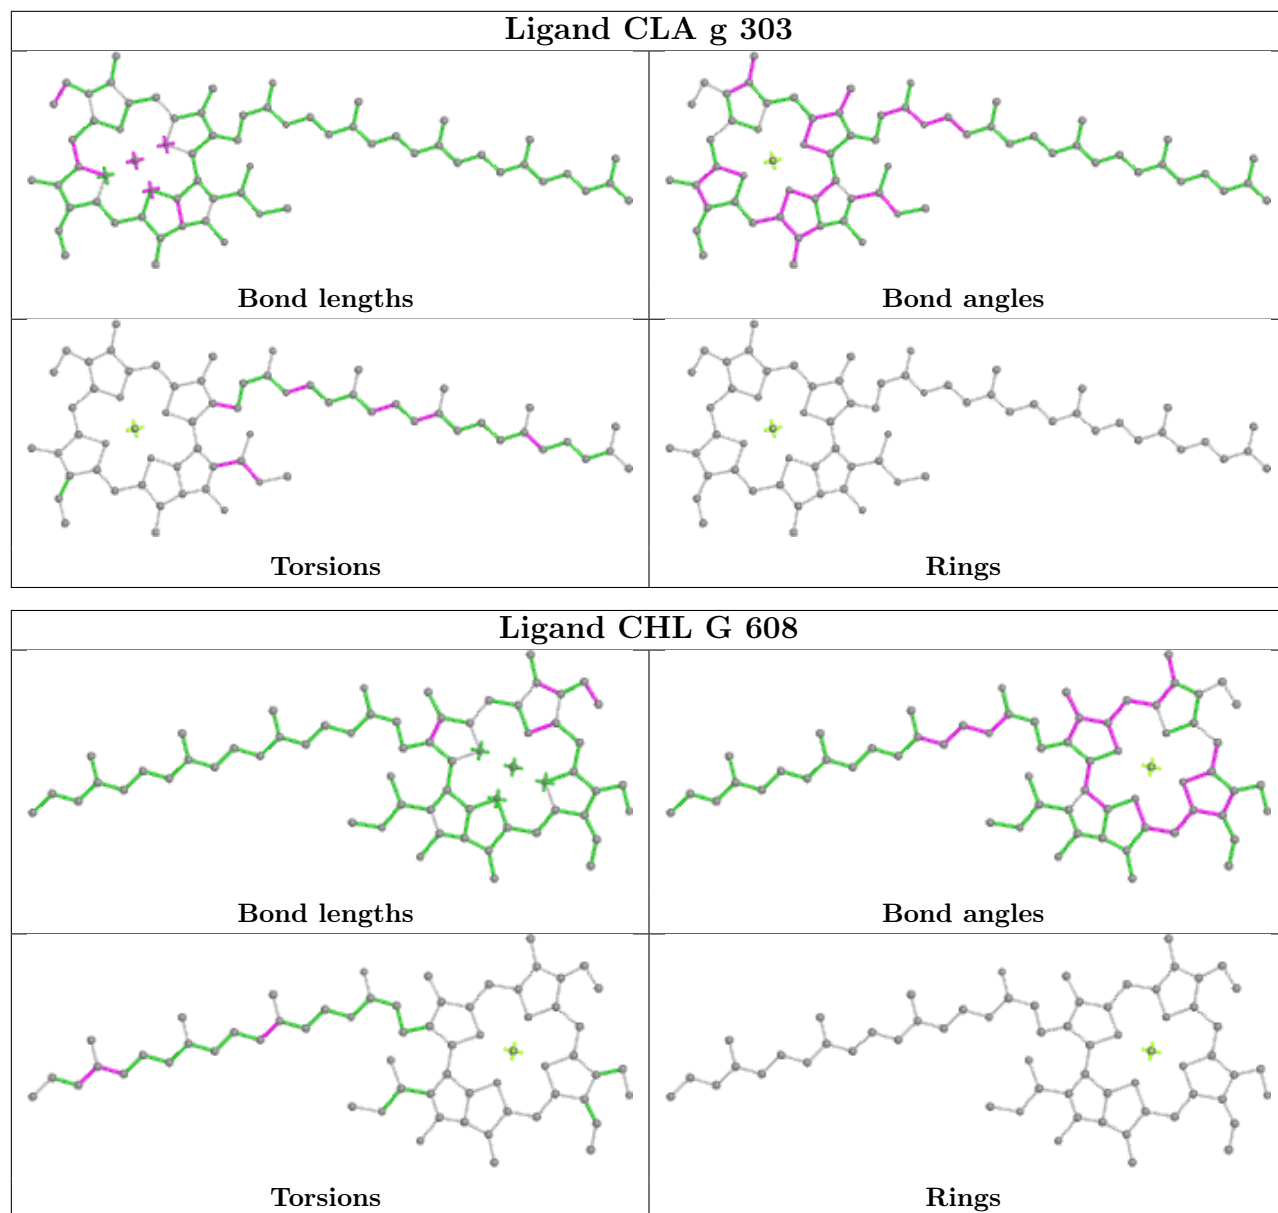 Ligand CLA g 303
Bond lengths
Bond angles
Torsions
Rings
Ligand CHL G 608
Bond lengths
Bond angles
Torsions
Rings